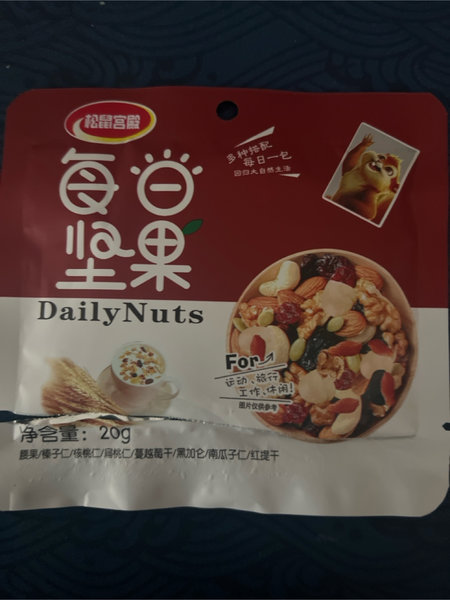 松鼠宫殿
多种搭配
每日一包
回归大自然生活
每日
坚果
DailyNuts
For
运动、旅行
工作、休闲!
图片仅供参考
净含量: 20g
腰果/榛子仁/核桃仁/扁桃仁/蔓越莓干/黑加仑/南瓜子仁/红提干